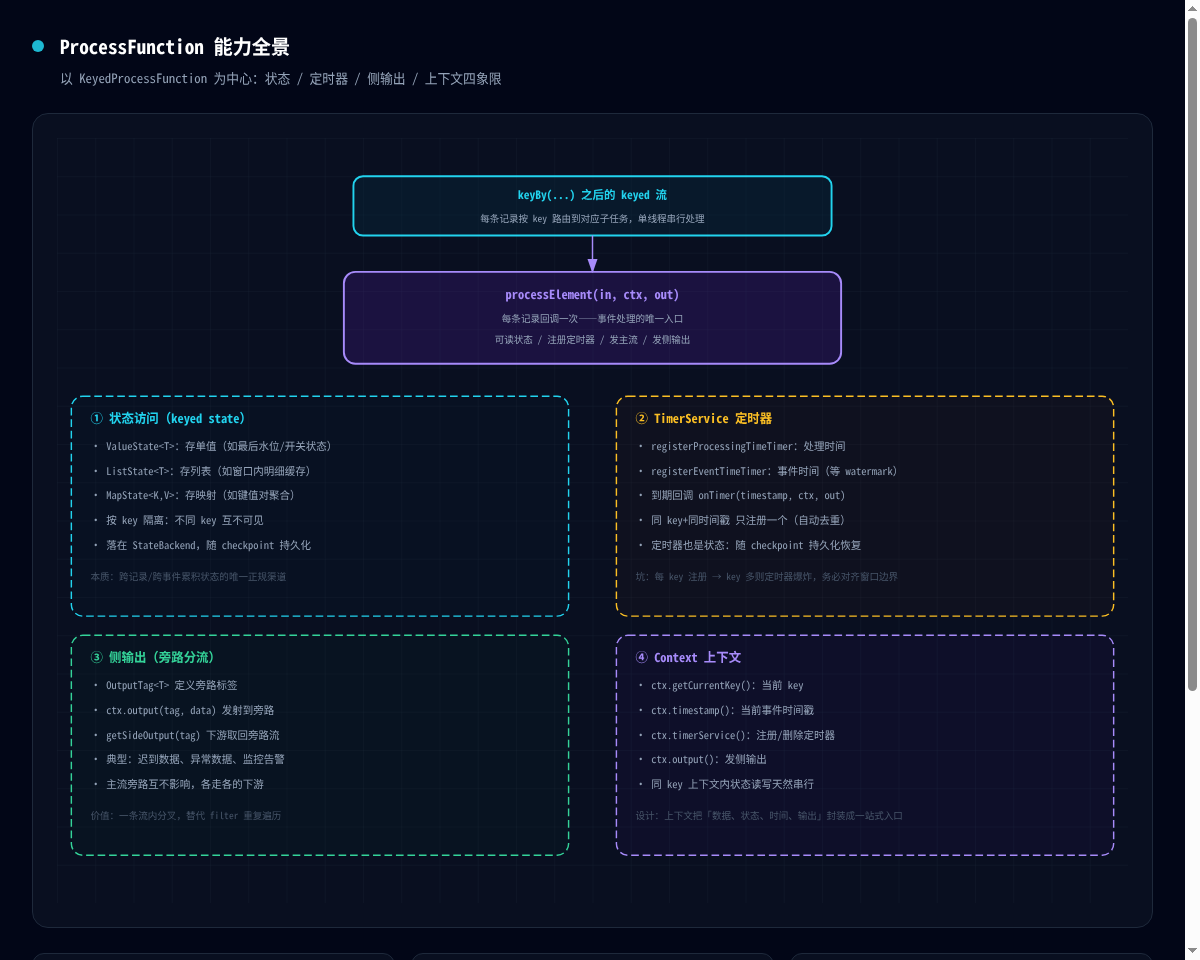 ProcessFunction 能力全景
以 KeyedProcessFunction 为中心：状态 / 定时器 / 侧输出 / 上下文四象限
keyBy(...) 之后的 keyed 流
每条记录按 key 路由到对应子任务，单线程串行处理
processElement(in, ctx, out)
每条记录回调一次——事件处理的唯一入口
可读状态 / 注册定时器 / 发主流 / 发侧输出
① 状态访问（keyed state）
• ValueState<T>：存单值（如最后水位/开关状态）
• ListState<T>：存列表（如窗口内明细缓存）
• MapState<K,V>：存映射（如键值对聚合）
• 按 key 隔离：不同 key 互不可见
• 落在 StateBackend，随 checkpoint 持久化
本质：跨记录/跨事件累积状态的唯一正规渠道
② TimerService 定时器
• registerProcessingTimeTimer：处理时间
• registerEventTimeTimer：事件时间（等 watermark）
• 到期回调 onTimer(timestamp, ctx, out)
• 同 key+同时间戳 只注册一个（自动去重）
• 定时器也是状态：随 checkpoint 持久化恢复
坑：每 key 注册 → key 多则定时器爆炸，务必对齐窗口边界
③ 侧输出（旁路分流）
• OutputTag<T> 定义旁路标签
• ctx.output(tag, data) 发射到旁路
• getSideOutput(tag) 下游取回旁路流
• 典型：迟到数据、异常数据、监控告警
• 主流旁路互不影响，各走各的下游
价值：一条流内分叉，替代 filter 重复遍历
④ Context 上下文
• ctx.getCurrentKey()：当前 key
• ctx.timestamp()：当前事件时间戳
• ctx.timerService()：注册/删除定时器
• ctx.output()：发侧输出
• 同 key 上下文内状态读写天然串行
设计：上下文把「数据、状态、时间、输出」封装成一站式入口